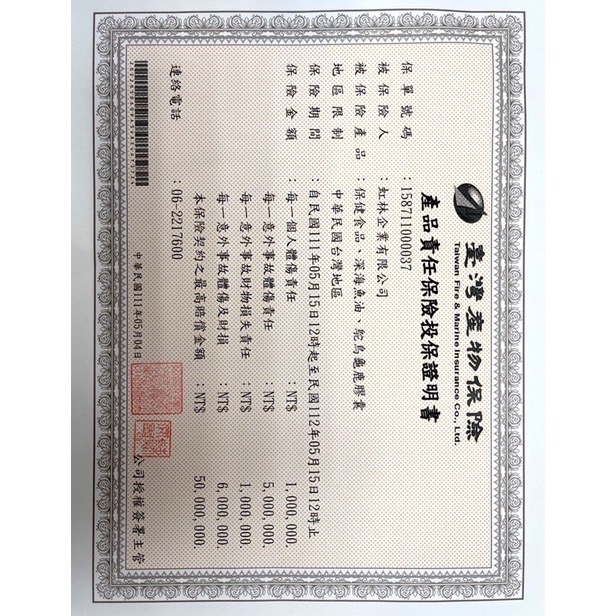 臺灣產物保險
Taiwan Fire & Marine Insurance Co., Ltd.
產品責任保險投保證明書
保單號碼：158711000037
被保險人：虹林企業有限公司
被保險產品：保健食品、深海魚油、鴕鳥龜鹿膠囊
地區限制 中華民國台灣地區
保險期間：自民國111年05月15日12時起至民國112年05月15日12時止
保險金額：每一個人體傷責任：NT$ 1,000,000.
每一意外事故體傷責任：NT$ 5,000,000.
每一意外事故財物損失責任：NT$ 1,000,000.
每一意外事故體傷及財損：NT$ 6,000,000.
本保險契約之最高賠償金額：NT$ 50,000,000.
連絡電話：06-2217600
中華民國111年05月04日
公司授權簽署主管